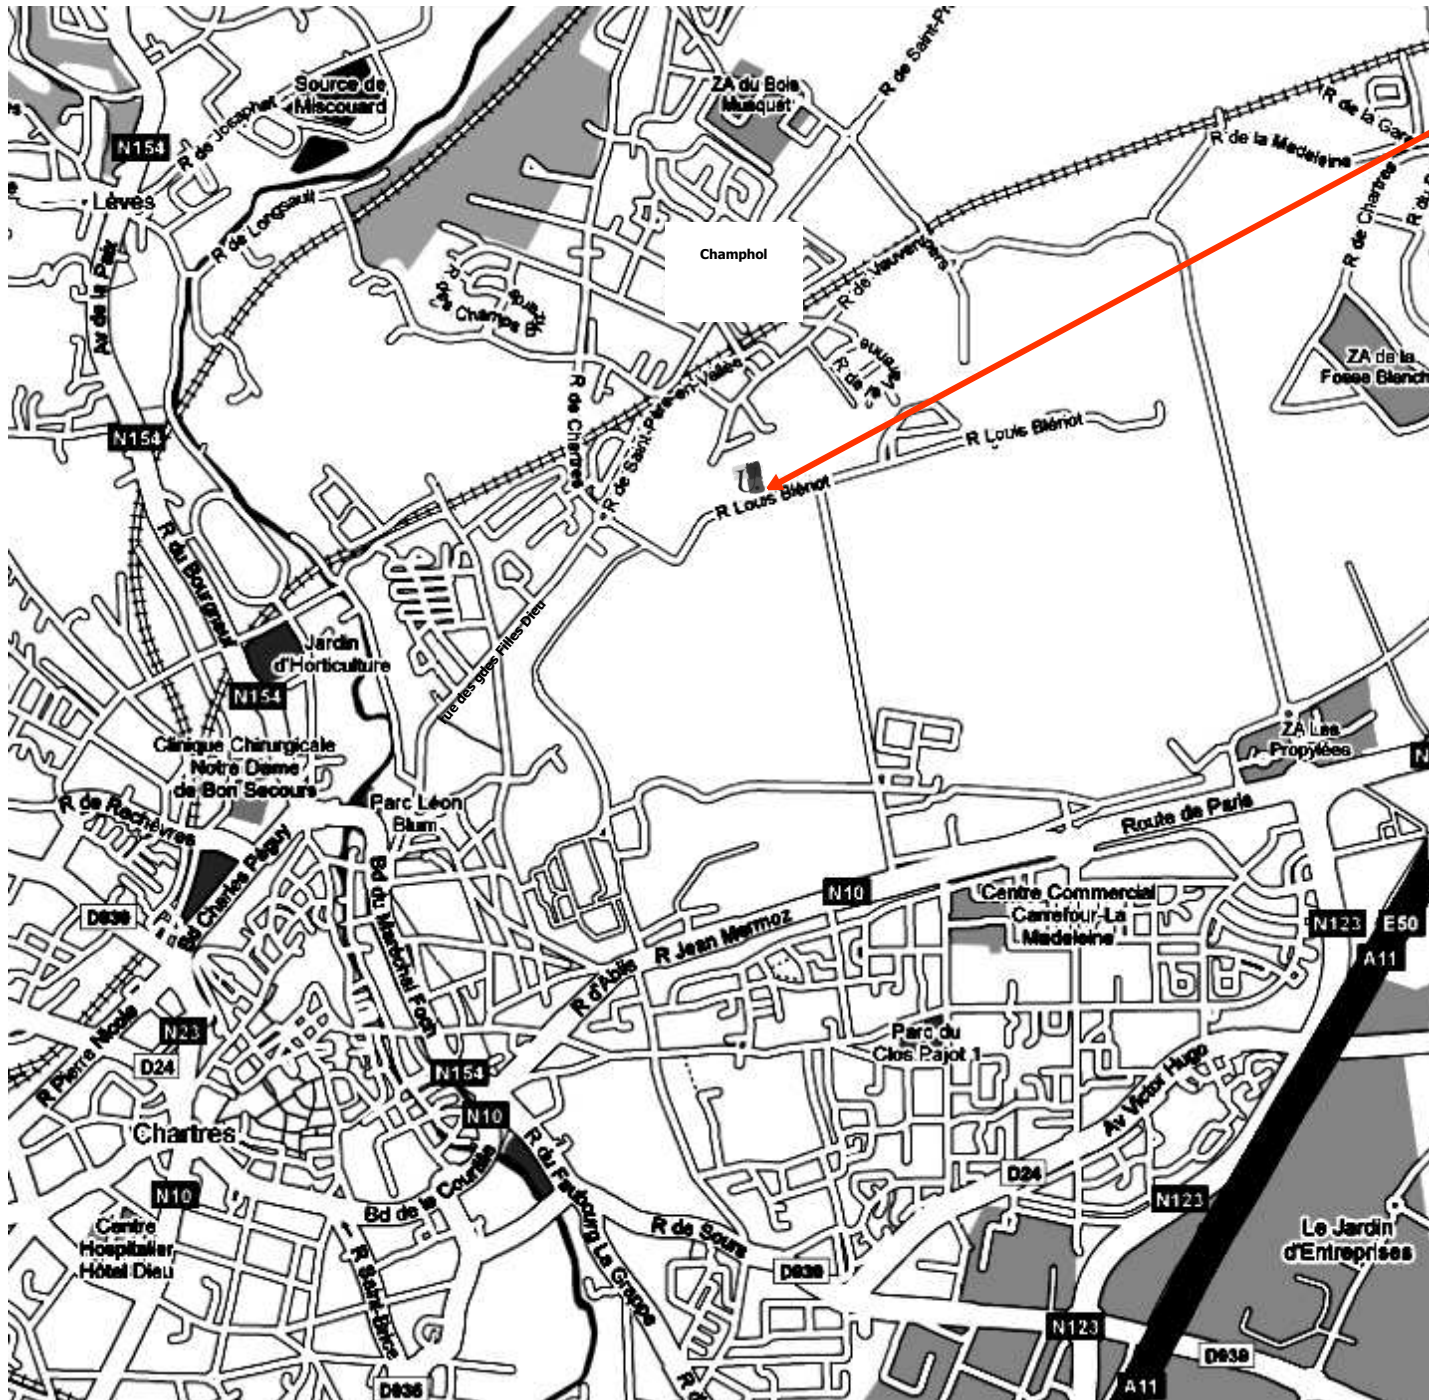 R de Saint-Pr
Source de
Miscouard
ZA du Bois
Musquet
R de la Gare
N154
R de Josaphat
R de la Madeleine
Lèves
R de Longsault
R de Chartres
Av de la Paix
Champhol
R de Vauventriers
R des Champs
ZA de la
Fosse Blanch
R de Saint-Père-en-Vallée
R de la Varenne
R de Chartres
N154
R Louis Blériot
R Louis Blériot
R du Bourgneuf
rue des gdes Filles Dieu
Jardin
d'Horticulture
N154
ZA Les
Propylées
N
Clinique Chirurgicale
Notre Dame
de Bon Secours
R de Rechèvres
Parc Léon
Blum
Route de Paris
Bd Charles Péguy
Bd du Maréchal Foch
N10
Centre Commercial
Carrefour-La
Madeleine
D939
R Jean Mermoz
N123
E50
A11
R d'Ablis
R Pierre Nicole
N23
Parc du
Clos Pajot 1
D24
N154
Av Victor Hugo
N10
Chartres
R du Faubourg La Grappe
D24
N10
Bd de la Courtille
N123
R de Sours
Centre
Hospitalier
Hôtel Dieu
R Saint-Brice
Le Jardin
d'Entreprises
D939
N123
D939
D935
R d
A11